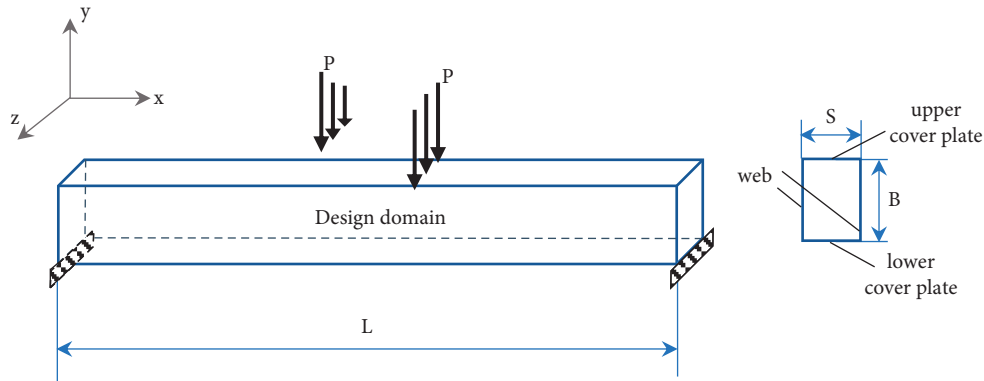 y
x
z
P
P
Design domain
L
S
upper
cover plate
web
B
lower
cover plate